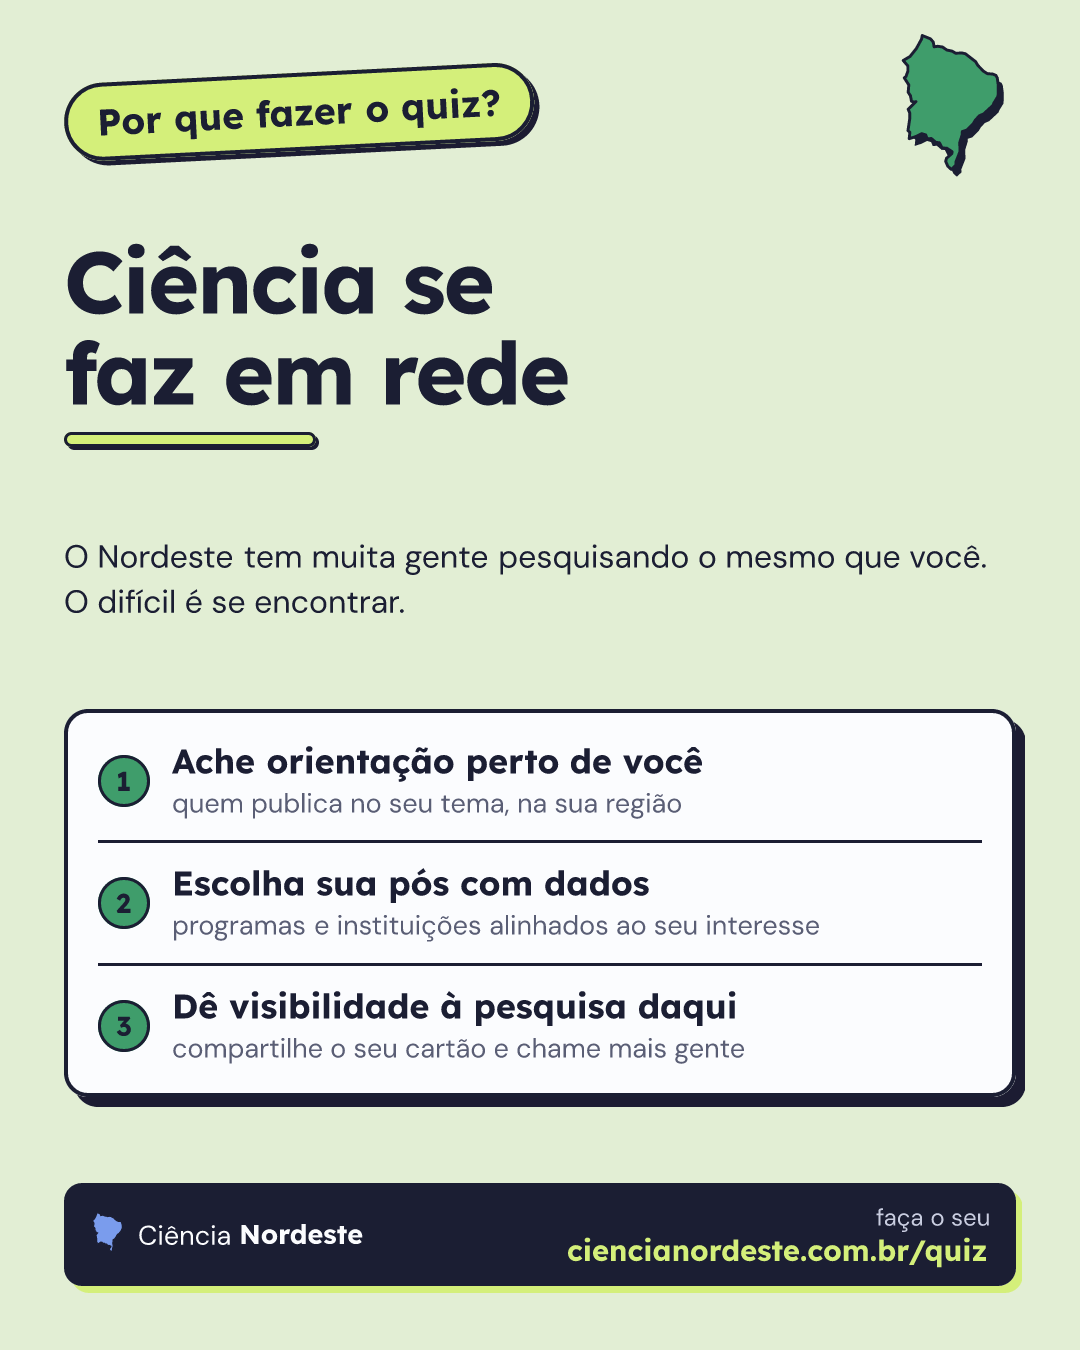 Por que fazer o quiz?
Ciência se
faz em rede
O Nordeste tem muita gente pesquisando o mesmo que você.
O difícil é se encontrar.
1
Ache orientação perto de você
quem publica no seu tema, na sua região
2
Escolha sua pós com dados
programas e instituições alinhados ao seu interesse
3
Dê visibilidade à pesquisa daqui
compartilhe o seu cartão e chame mais gente
Ciência Nordeste
faça o seu
ciencianordeste.com.br/quiz